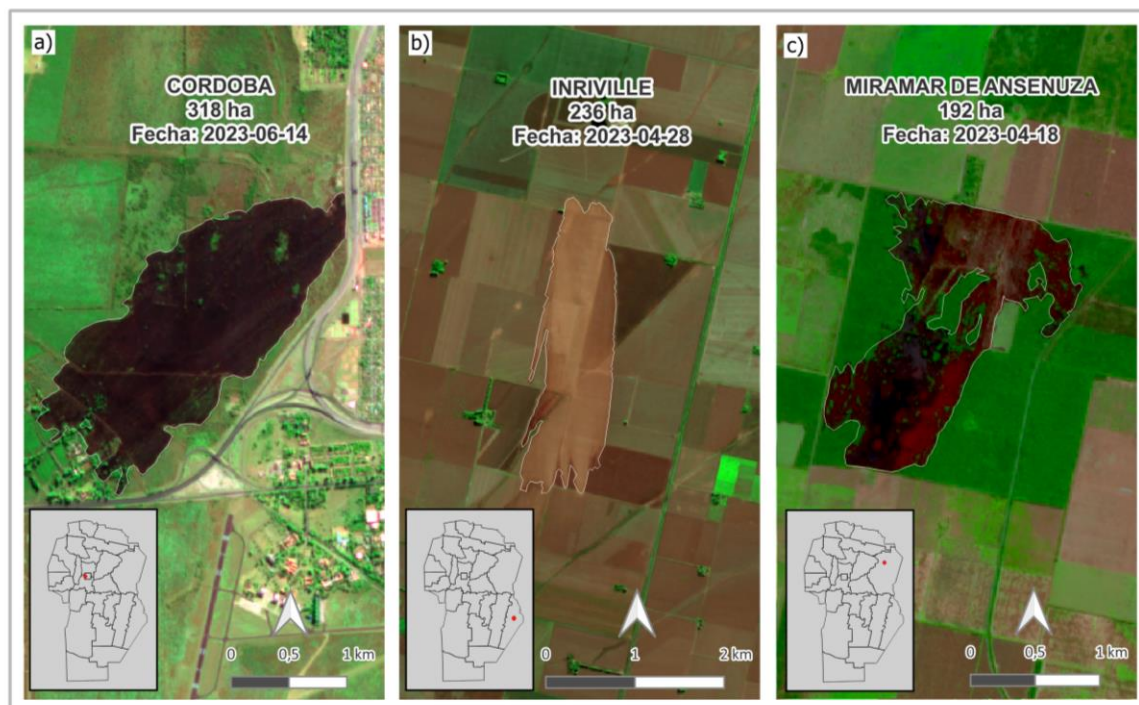 a)
CORDOBA
318 ha
Fecha: 2023-06-14
0 0,5 1 km
b)
INRIVILLE
236 ha
Fecha: 2023-04-28
0 1 2 km
c)
MIRAMAR DE ANSENUZA
192 ha
Fecha: 2023-04-18
0 0,5 1 km